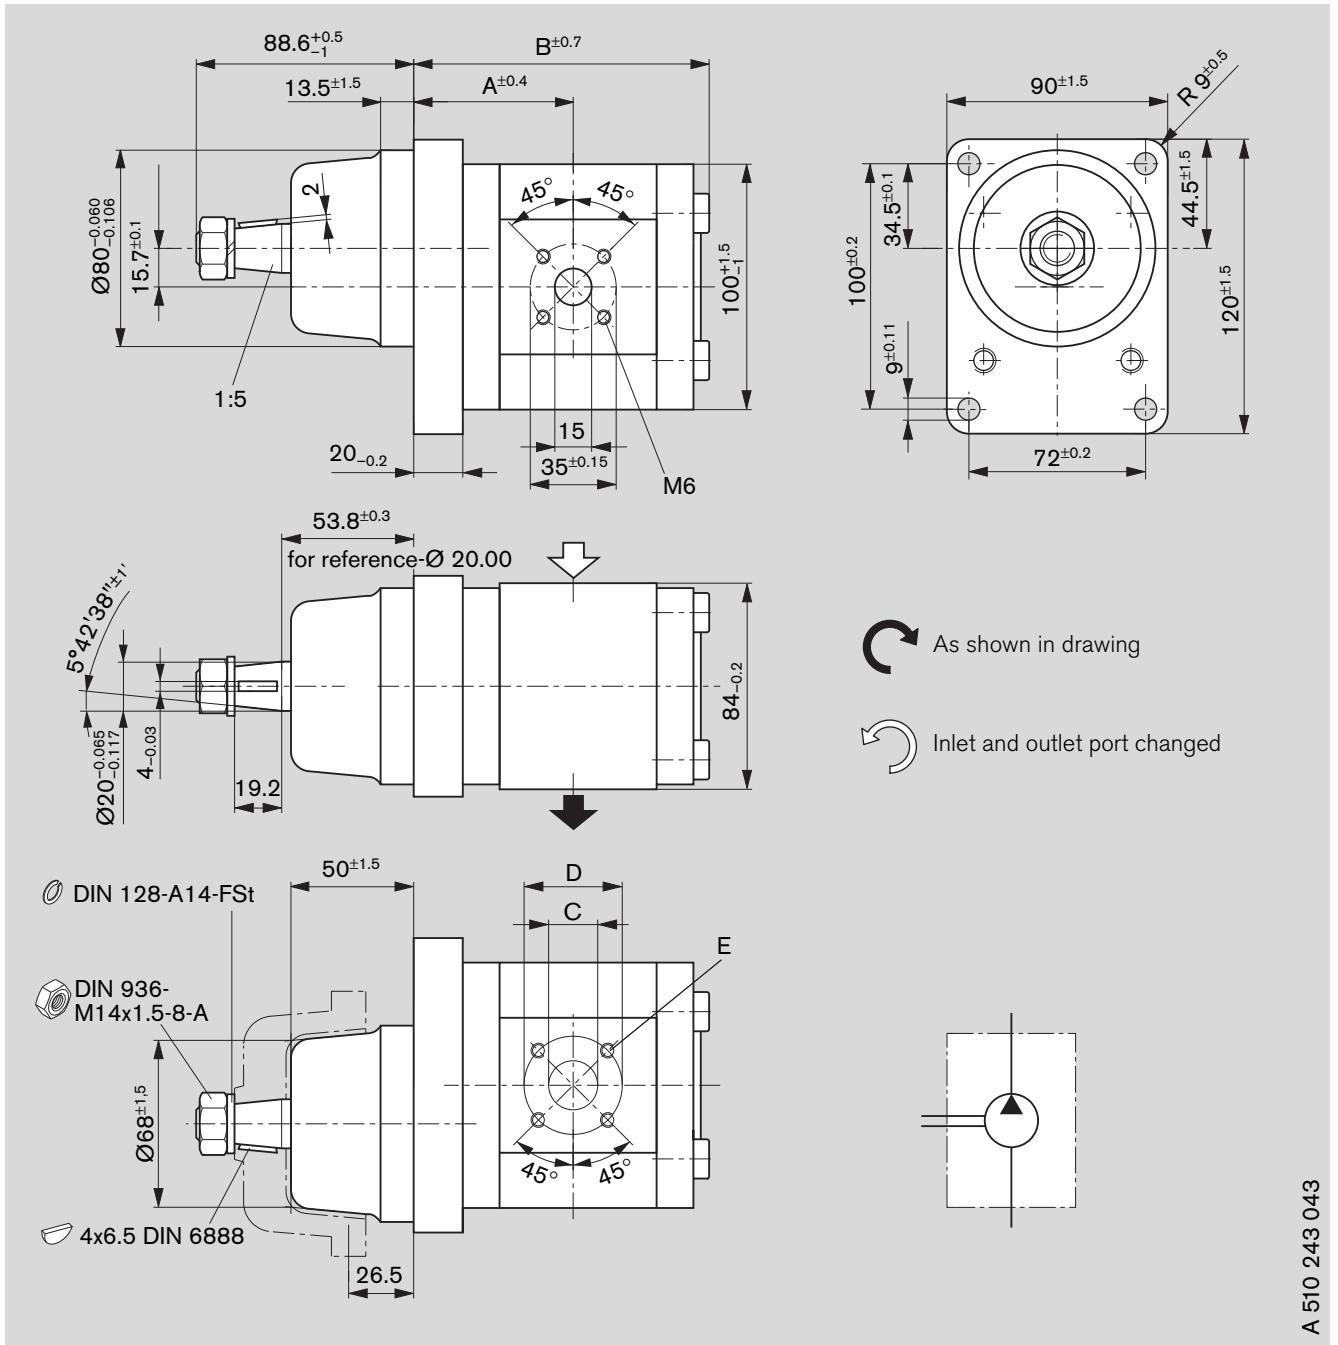 88.6 +0.5 −1
B±0.7
13.5±1.5
A±0.4
90±1.5
R 9±0.5
2
45°
45°
Ø80 −0.060 −0.106
15.7±0.1
100 +1.5 −1
34.5±0.1
44.5±1.5
100±0.2
120±1.5
9±0.11
1:5
15
20 −0.2
35±0.15
M6
72±0.2
53.8±0.3
for reference-Ø 20.00
5°42'38"±1'
84 −0.2
As shown in drawing
Ø20 −0.065 −0.117
4 −0.03
19.2
Inlet and outlet port changed
50±1.5
D
DIN 128-A14-FSt
C
E
DIN 936-
M14x1.5-8-A
Ø68±1,5
45°
45°
4x6.5 DIN 6888
26.5
A 510 243 043